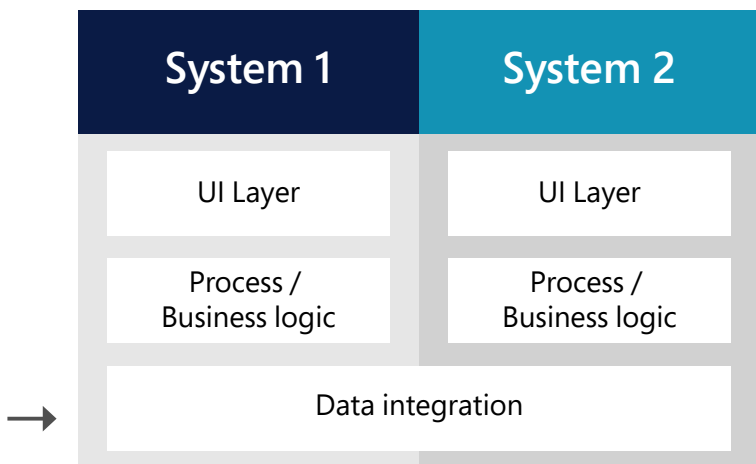 System 1
System 2
UI Layer
UI Layer
Process /
Business logic
Process /
Business logic
Data integration